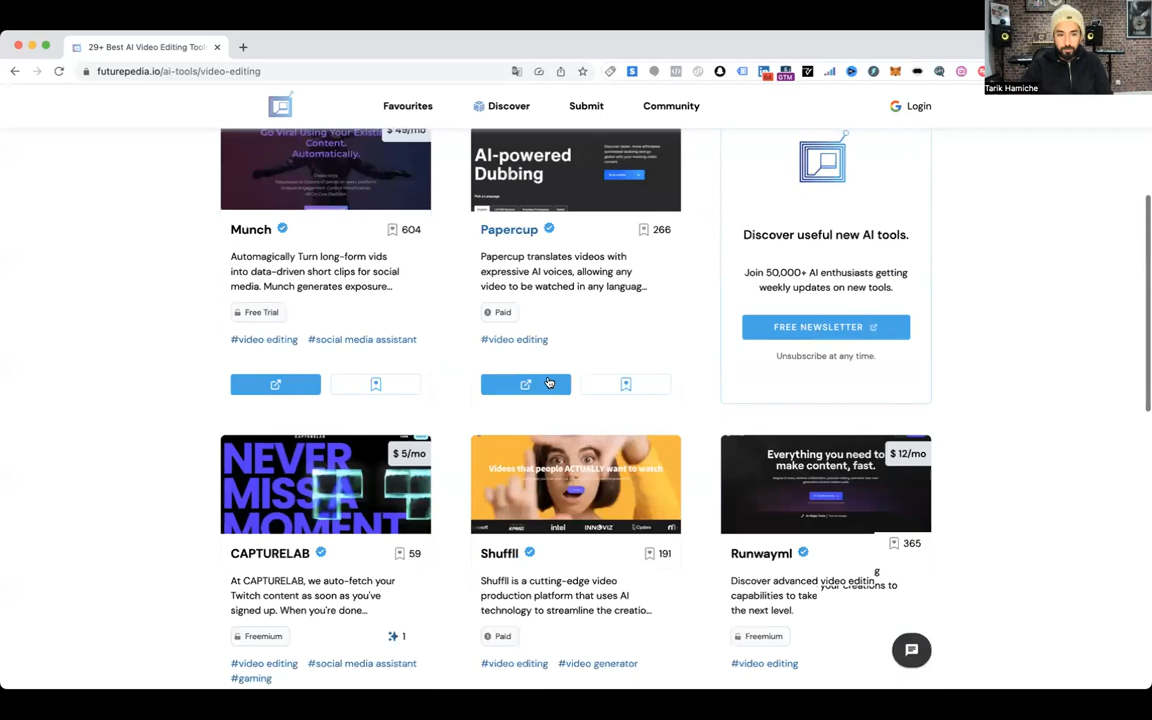 29+ Best AI Video Editing Tools
futurepedia.io/ai-tools/video-editing
Tarik Hamiche
Favourites
Discover
Submit
Community
Login
Go Viral Using Your Existing
Content.
Automatically.
$ 49/mo
AI-powered
Dubbing
Munch
604
Papercup
266
Automagically Turn long-form vids
into data-driven short clips for social
media. Munch generates exposure...
Papercup translates videos with
expressive AI voices, allowing any
video to be watched in any languag...
Discover useful new AI tools.
Join 50,000+ AI enthusiasts getting
weekly updates on new tools.
FREE NEWSLETTER
Unsubscribe at any time.
Free Trial
Paid
#video editing #social media assistant
#video editing
CAPTURELAB
NEVER
MISS A
MOMENT
$ 5/mo
Videos that people ACTUALLY want to watch
intel
INNOVIZ
Everything you need to
make content, fast.
$ 12/mo
CAPTURELAB
59
Shuffll
191
Runwayml
365
At CAPTURELAB, we auto-fetch your
Twitch content as soon as you've
signed up. When you're done...
Shuffll is a cutting-edge video
production platform that uses AI
technology to streamline the creatio...
Discover advanced video editing
capabilities to take your creations to
the next level.
Freemium
1
Paid
Freemium
#video editing #social media assistant
#gaming
#video editing #video generator
#video editing